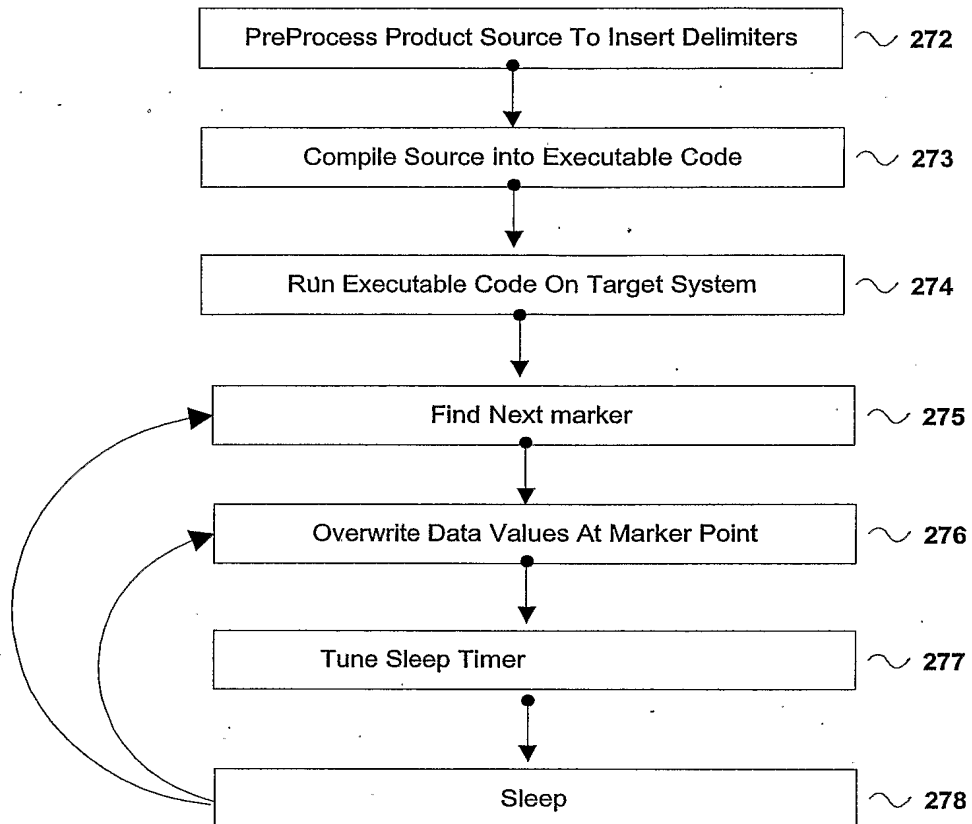 PreProcess Product Source To Insert Delimiters 272
Compile Source into Executable Code 273
Run Executable Code On Target System 274
Find Next marker 275
Overwrite Data Values At Marker Point 276
Tune Sleep Timer 277
Sleep 278